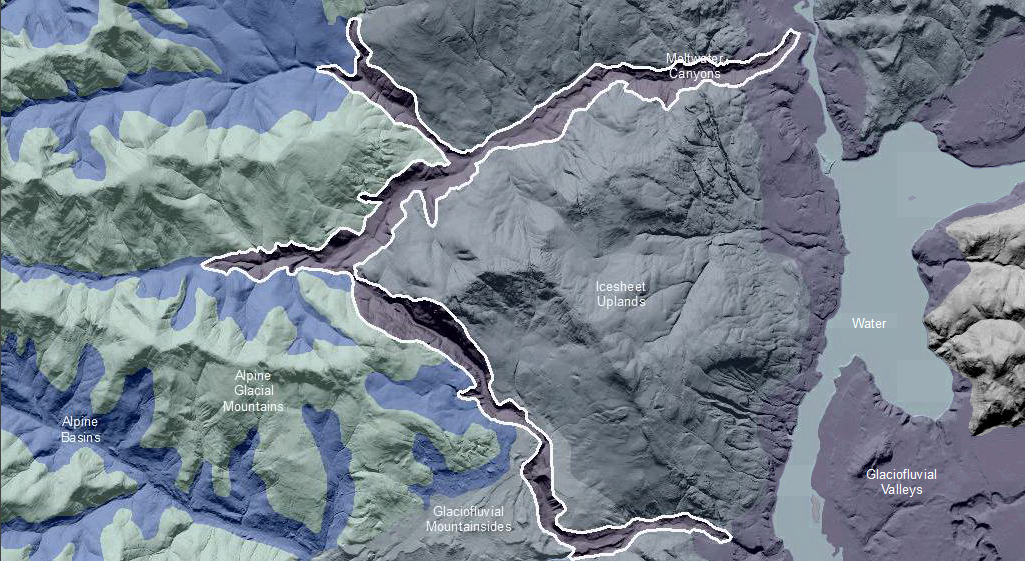 Meltwater
Canyons
Icesheet
Uplands
Water
Alpine
Glacial
Mountains
Alpine
Basins
Glaciofluvial
Valleys
Glaciofluvial
Mountainsides